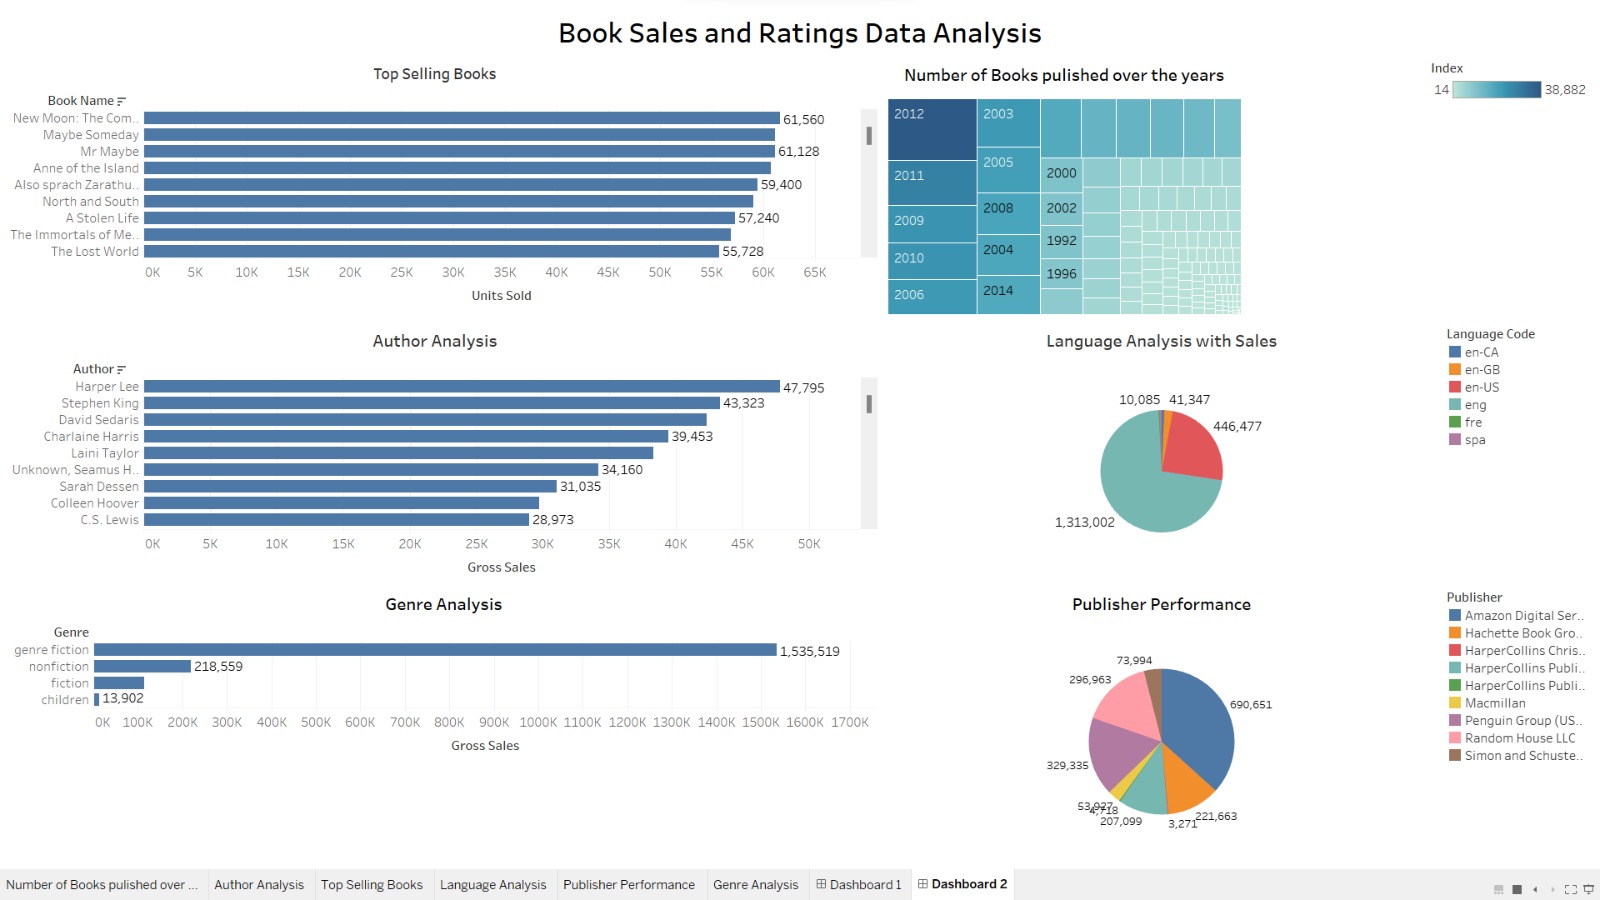 Book Sales and Ratings Data Analysis
Top Selling Books
Book Name
New Moon: The Com..
61,560
Maybe Someday
Mr Maybe
61,128
Anne of the Island
Also sprach Zarathu..
59,400
North and South
A Stolen Life
57,240
The Immortals of Me..
The Lost World
55,728
0K 5K 10K 15K 20K 25K 30K 35K 40K 45K 50K 55K 60K 65K
Units Sold
Number of Books pulished over the years
2012
2011
2009
2010
2006
2003
2005
2008
2004
2014
2000
2002
1992
1996
Index
14 38,882
Author Analysis
Author
Harper Lee
47,795
Stephen King
43,323
David Sedaris
Charlaine Harris
39,453
Laini Taylor
Unknown, Seamus H..
34,160
Sarah Dessen
31,035
Colleen Hoover
C.S. Lewis
28,973
0K 5K 10K 15K 20K 25K 30K 35K 40K 45K 50K
Gross Sales
Language Analysis with Sales
10,085
41,347
446,477
1,313,002
Language Code
en-CA
en-GB
en-US
eng
fre
spa
Genre Analysis
Genre
genre fiction
1,535,519
nonfiction
218,559
fiction
children
13,902
0K 100K 200K 300K 400K 500K 600K 700K 800K 900K 1000K 1100K 1200K 1300K 1400K 1500K 1600K 1700K
Gross Sales
Publisher Performance
73,994
296,963
690,651
329,335
53,927
4,718
207,099
3,271
221,663
Publisher
Amazon Digital Ser..
Hachette Book Gro..
HarperCollins Chris..
HarperCollins Publi..
HarperCollins Publi..
Macmillan
Penguin Group (US..
Random House LLC
Simon and Schuste..
Number of Books pulished over ... Author Analysis Top Selling Books Language Analysis Publisher Performance Genre Analysis Dashboard 1 Dashboard 2